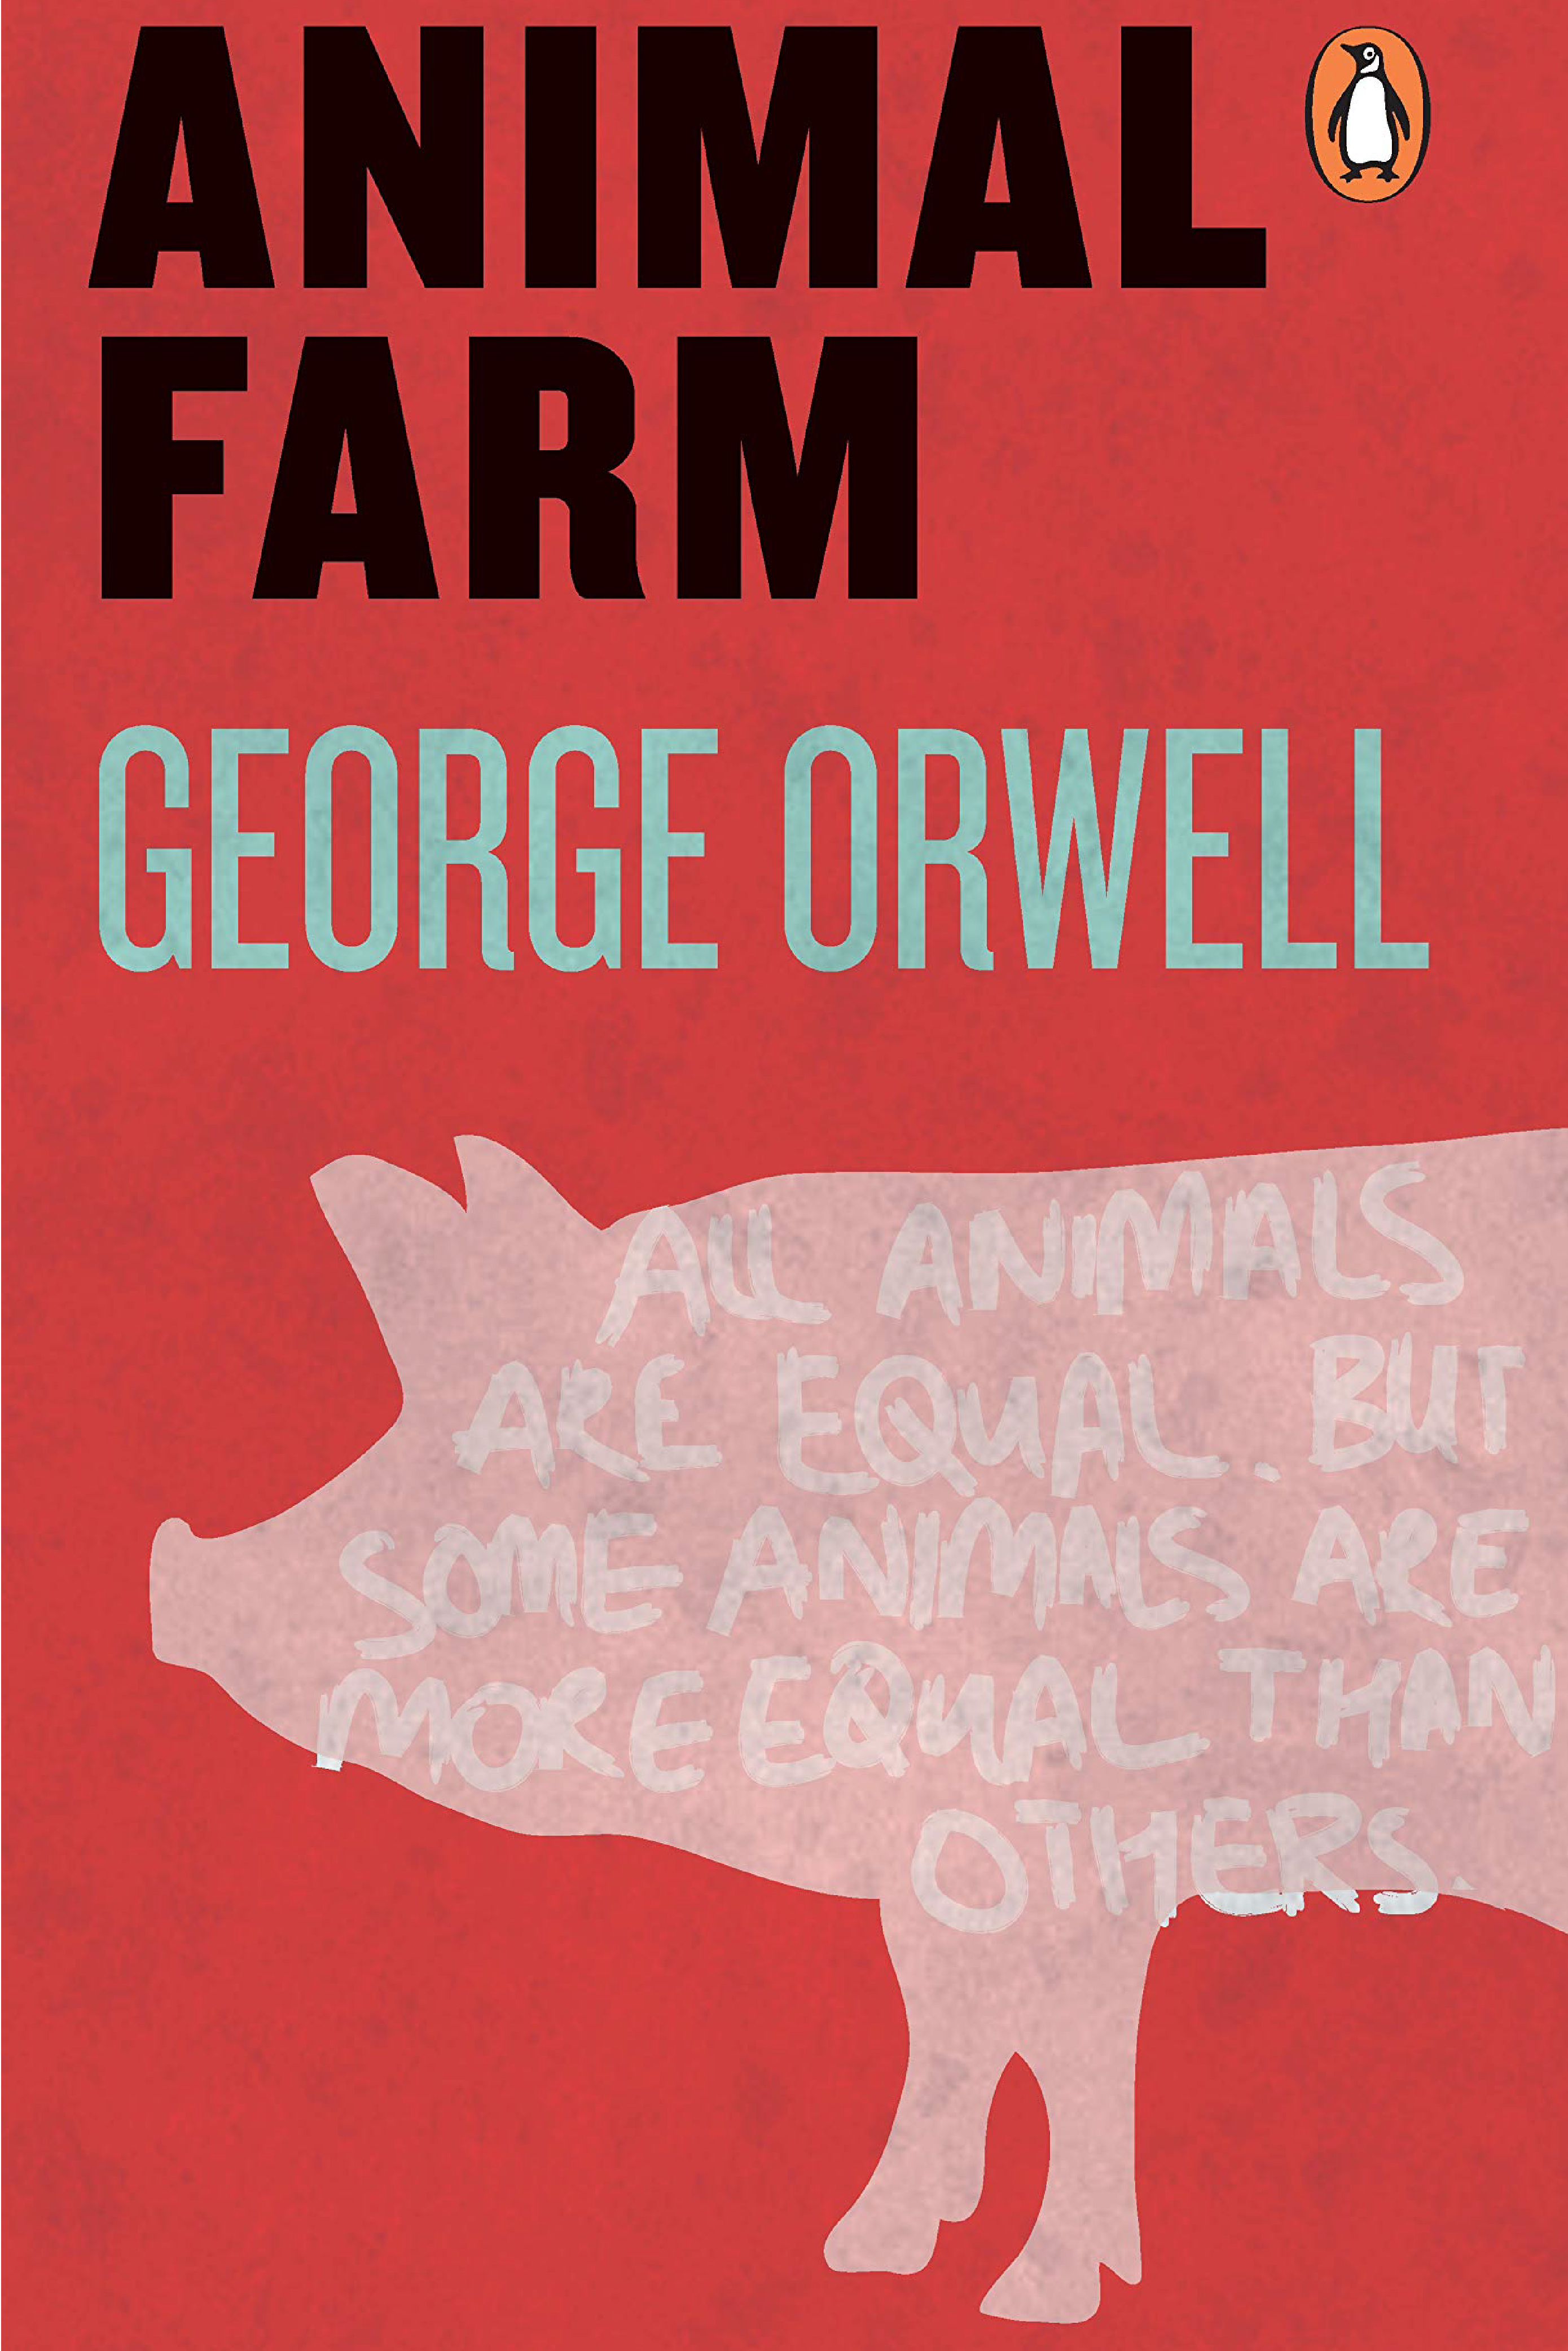 ANIMAL
FARM
GEORGE ORWELL
ALL ANIMALS
ARE EQUAL. BUT
SOME ANIMALS ARE
MORE EQUAL THAN
OTHERS.